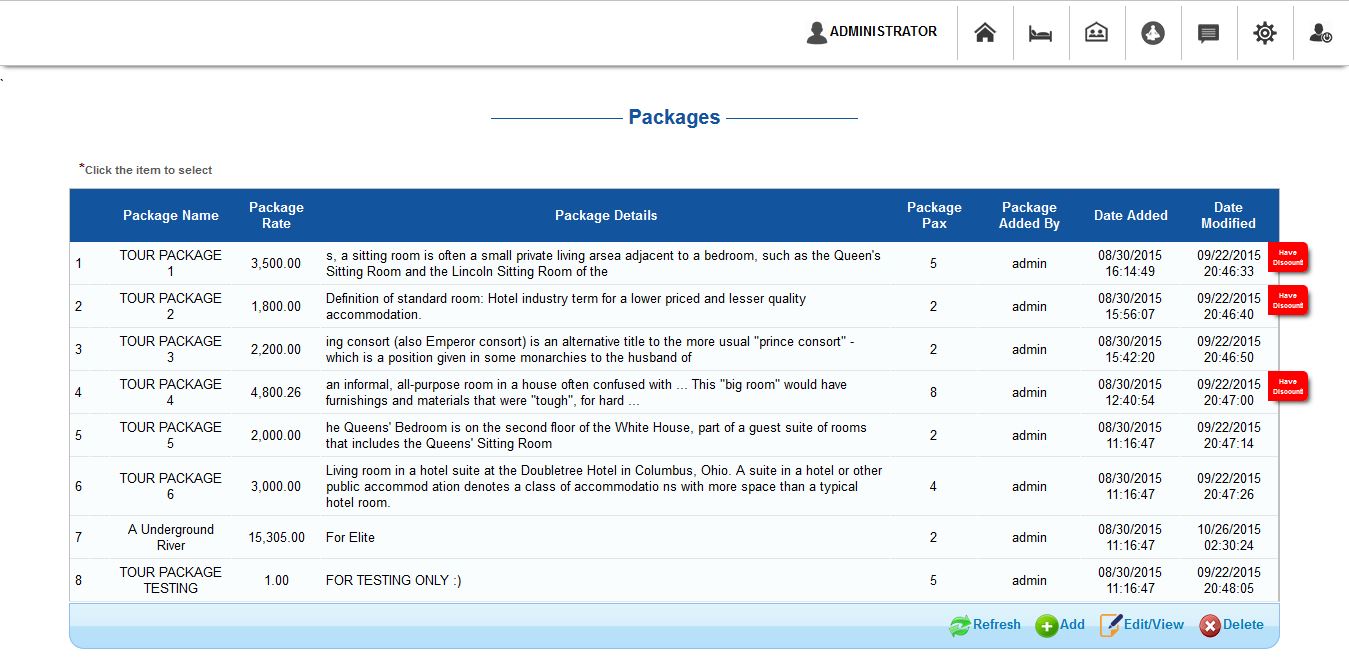 ADMINISTRATOR
`
Packages
*Click the item to select
Package Name Package Rate Package Details Package Pax Package Added By Date Added Date Modified
1 TOUR PACKAGE 1 3,500.00 s, a sitting room is often a small private living arsea adjacent to a bedroom, such as the Queen's 5 admin 08/30/2015 16:14:49 09/22/2015 20:46:33 Have Discount
Sitting Room and the Lincoln Sitting Room of the
2 TOUR PACKAGE 2 1,800.00 Definition of standard room: Hotel industry term for a lower priced and lesser quality 2 admin 08/30/2015 15:56:07 09/22/2015 20:46:40 Have Discount
accommodation.
3 TOUR PACKAGE 3 2,200.00 ing consort (also Emperor consort) is an alternative title to the more usual "prince consort" - 2 admin 08/30/2015 15:42:20 09/22/2015 20:46:50
which is a position given in some monarchies to the husband of
4 TOUR PACKAGE 4 4,800.26 an informal, all-purpose room in a house often confused with ... This "big room" would have 8 admin 08/30/2015 12:40:54 09/22/2015 20:47:00 Have Discount
furnishings and materials that were "tough", for hard ...
5 TOUR PACKAGE 5 2,000.00 he Queens' Bedroom is on the second floor of the White House, part of a guest suite of rooms 2 admin 08/30/2015 11:16:47 09/22/2015 20:47:14
that includes the Queens' Sitting Room
6 TOUR PACKAGE 6 3,000.00 Living room in a hotel suite at the Doubletree Hotel in Columbus, Ohio. A suite in a hotel or other 4 admin 08/30/2015 11:16:47 09/22/2015 20:47:26
public accommod ation denotes a class of accommodatio ns with more space than a typical
hotel room.
7 A Underground River 15,305.00 For Elite 2 admin 08/30/2015 11:16:47 10/26/2015 02:30:24
8 TOUR PACKAGE TESTING 1.00 FOR TESTING ONLY :) 5 admin 08/30/2015 11:16:47 09/22/2015 20:48:05
Refresh Add Edit/View Delete